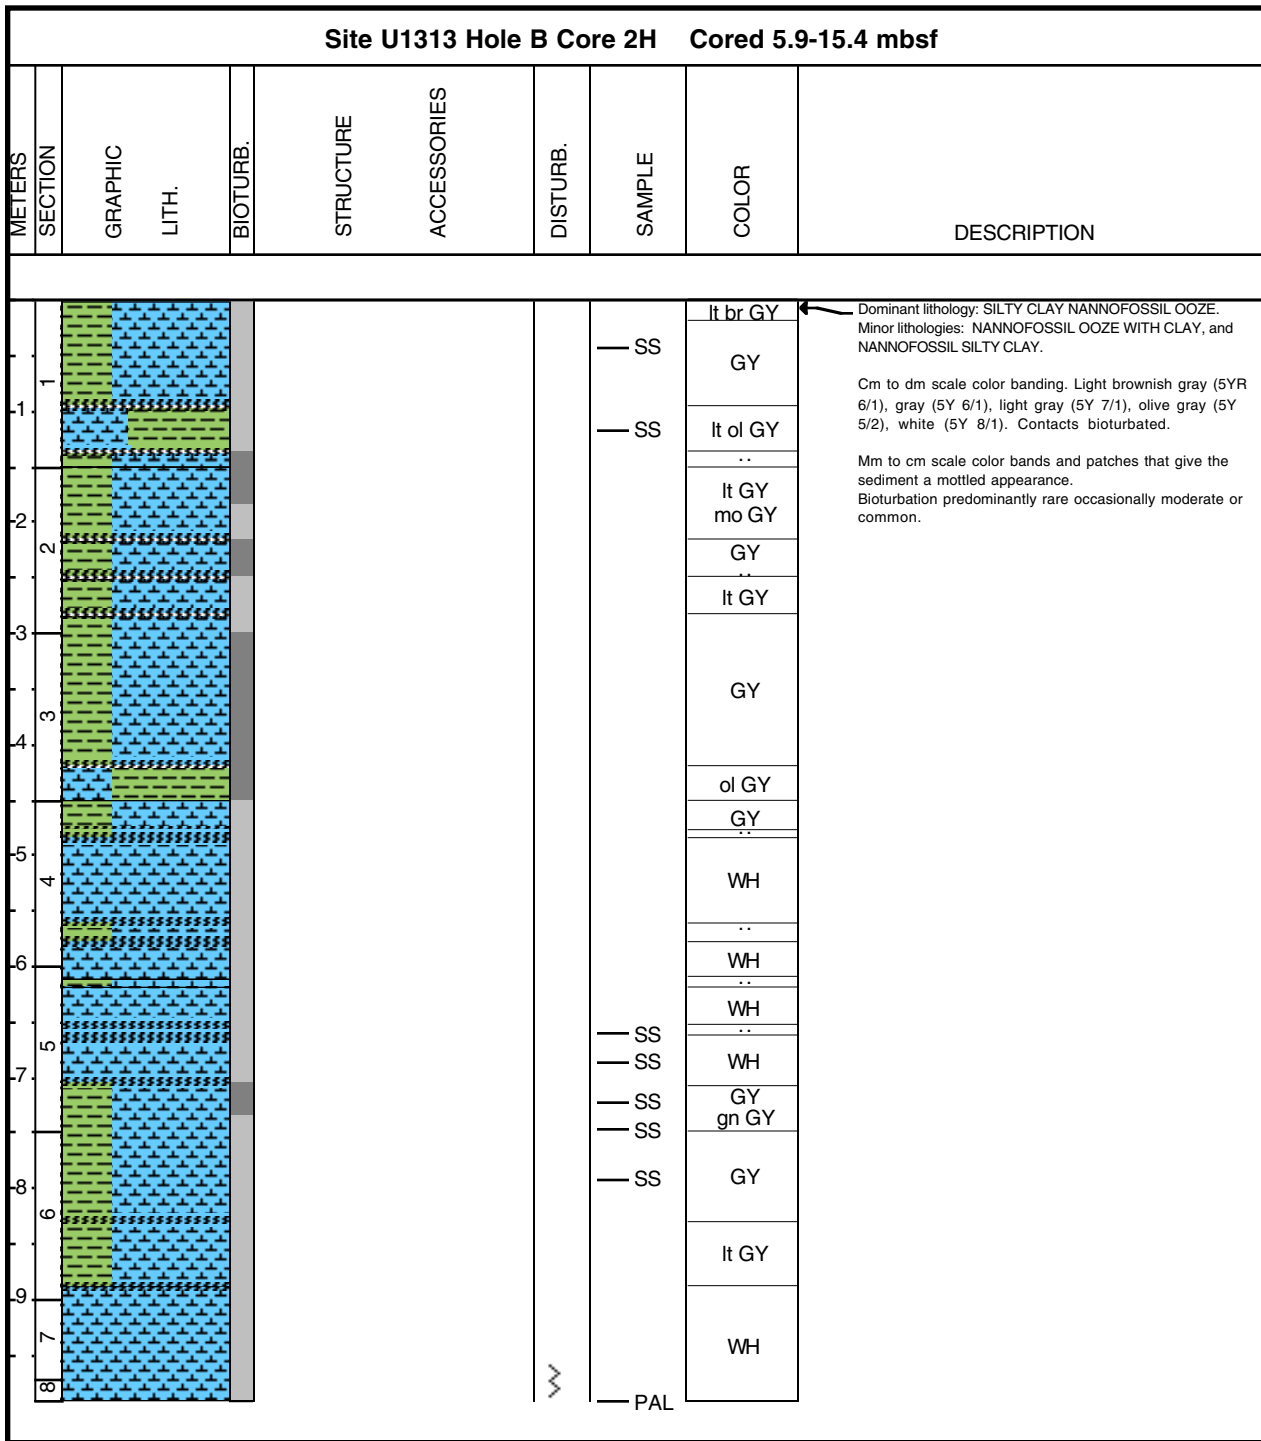 Site U1313 Hole B Core 2H Cored 5.9-15.4 mbsf
METERS
SECTION
GRAPHIC
LITH.
BIOTURB.
STRUCTURE
ACCESSORIES
DISTURB.
SAMPLE
COLOR
DESCRIPTION
1
2
3
4
5
6
7
8
9
1
2
3
4
5
6
7
8
SS
SS
SS
SS
SS
SS
SS
PAL
lt br GY
GY
lt ol GY
..
lt GY
mo GY
GY
..
lt GY
GY
ol GY
GY
..
WH
..
WH
..
WH
..
WH
GY
gn GY
GY
lt GY
WH
Dominant lithology: SILTY CLAY NANNOFOSSIL OOZE.
Minor lithologies: NANNOFOSSIL OOZE WITH CLAY, and
NANNOFOSSIL SILTY CLAY.
Cm to dm scale color banding. Light brownish gray (5YR
6/1), gray (5Y 6/1), light gray (5Y 7/1), olive gray (5Y
5/2), white (5Y 8/1). Contacts bioturbated.
Mm to cm scale color bands and patches that give the
sediment a mottled appearance.
Bioturbation predominantly rare occasionally moderate or
common.